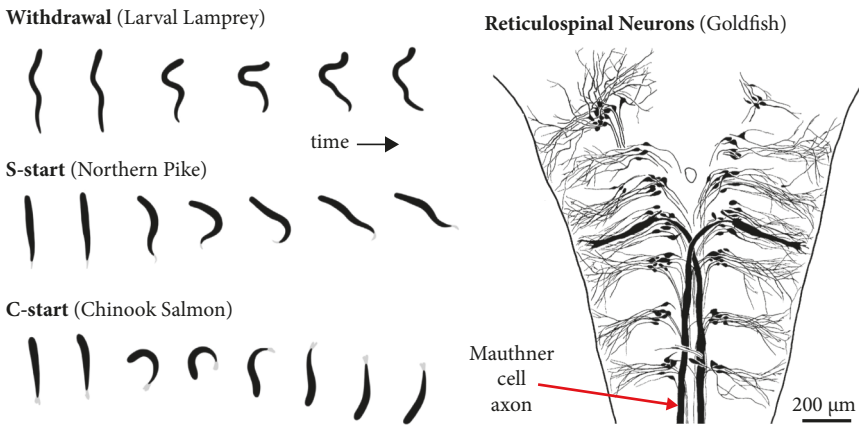 Withdrawal (Larval Lamprey)
time
S-start (Northern Pike)
C-start (Chinook Salmon)
Reticulospinal Neurons (Goldfish)
Mauthner
cell
axon
200 μm